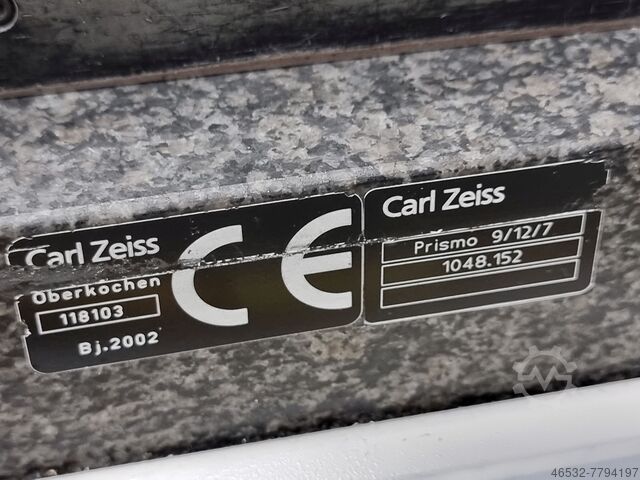 Carl Zeiss
Oberkochen
118103
Bj.2002
CE
Carl Zeiss
Prismo 9/12/7
1048.152
46532-7794197